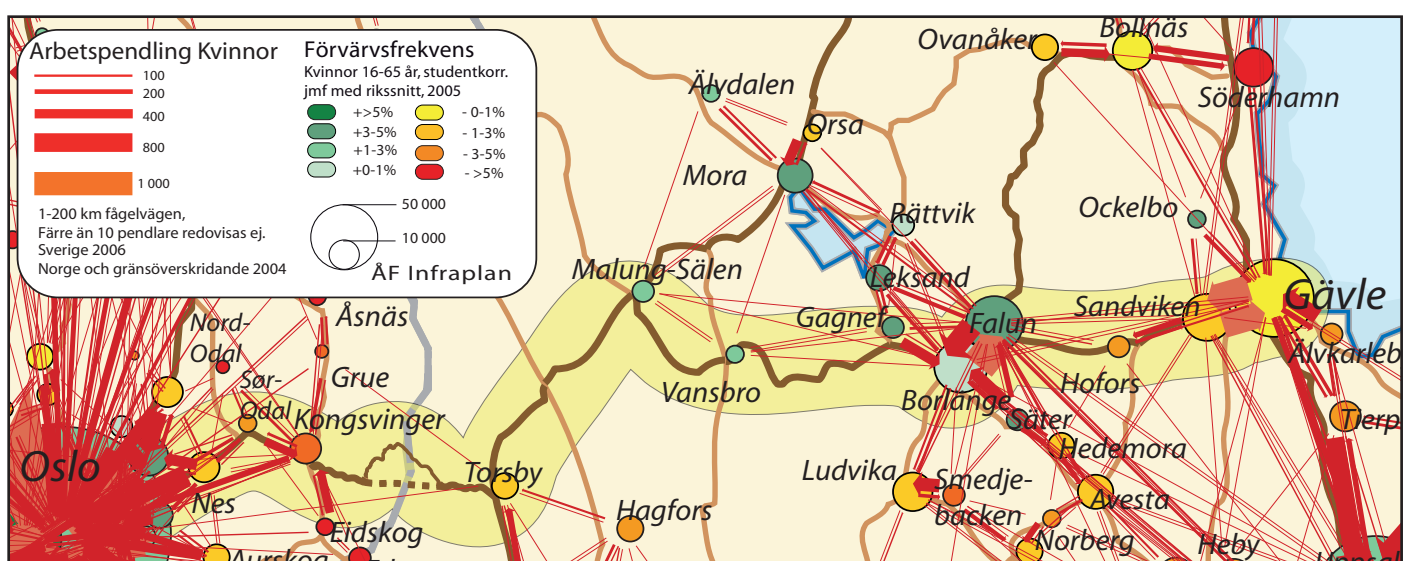 Arbetspendling Kvinnor
100
200
400
800
1 000
1-200 km fågelvägen,
Färre än 10 pendlare redovisas ej.
Sverige 2006
Norge och gränsöverskridande 2004
Förvärvsfrekvens
Kvinnor 16-65 år, studentkorr.
jmf med rikssnitt, 2005
+>5%
+3-5%
+1-3%
+0-1%
- 0-1%
- 1-3%
- 3-5%
- >5%
50 000
10 000
ÅF Infraplan
Ovanåker
Bollnäs
Söderhamn
Älvdalen
Orsa
Mora
Rättvik
Ockelbo
Malung-Sälen
Leksand
Gagnef
Falun
Sandviken
Gävle
Älvkarleb
Åsnäs
Nord-
Odal
Grue
Sør-
Odal
Kongsvinger
Vansbro
Borlänge
Hofors
Säter
Tierp
Hedemora
Oslo
Torsby
Ludvika
Smedje-
backen
Avesta
Nes
Hagfors
Eidskog
Norberg
Heby
Aurskog